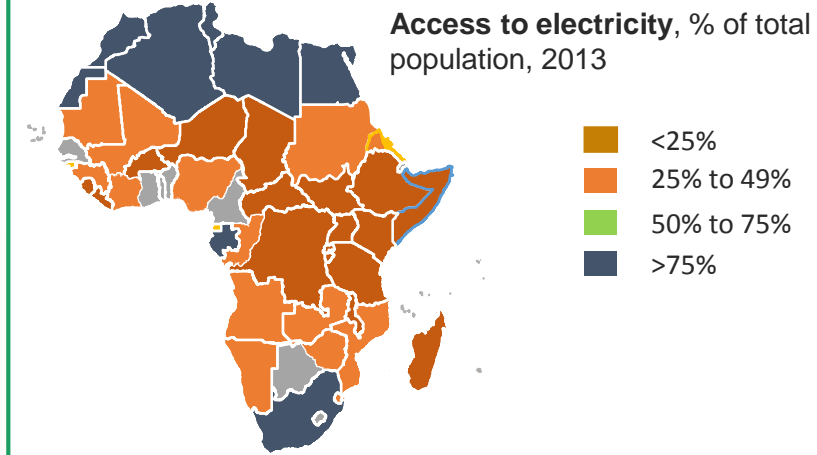 Access to electricity, % of total
population, 2013
<25%
25% to 49%
50% to 75%
>75%